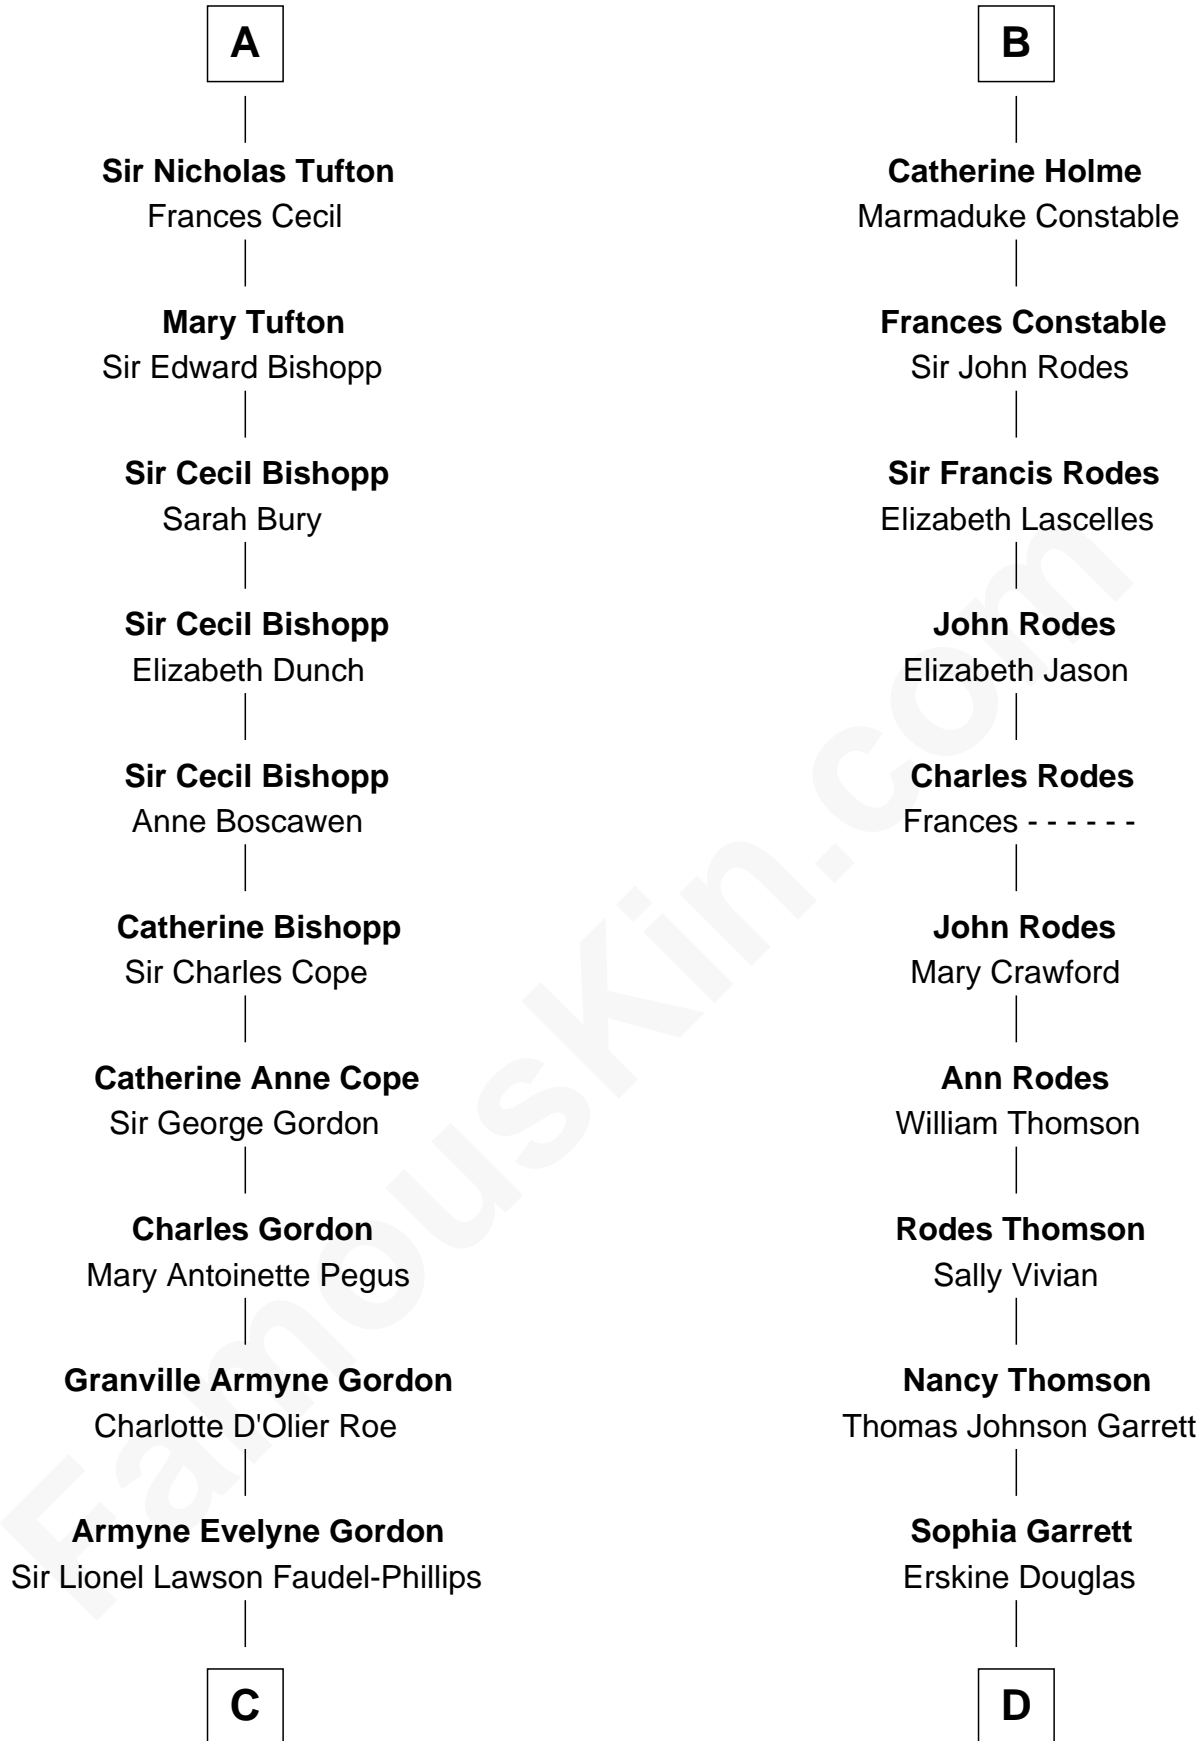 A
Sir Nicholas Tufton
Frances Cecil
Mary Tufton
Sir Edward Bishopp
Sir Cecil Bishopp
Sarah Bury
Sir Cecil Bishopp
Elizabeth Dunch
Sir Cecil Bishopp
Anne Boscawen
Catherine Bishopp
Sir Charles Cope
Catherine Anne Cope
Sir George Gordon
Charles Gordon
Mary Antoinette Pegus
Granville Armyne Gordon
Charlotte D'Olier Roe
Armyne Evelyne Gordon
Sir Lionel Lawson Faudel-Phillips
C
B
Catherine Holme
Marmaduke Constable
Frances Constable
Sir John Rodes
Sir Francis Rodes
Elizabeth Lascelles
John Rodes
Elizabeth Jason
Charles Rodes
Frances - - - - - -
John Rodes
Mary Crawford
Ann Rodes
William Thomson
Rodes Thomson
Sally Vivian
Nancy Thomson
Thomas Johnson Garrett
Sophia Garrett
Erskine Douglas
D
FamousKin.com